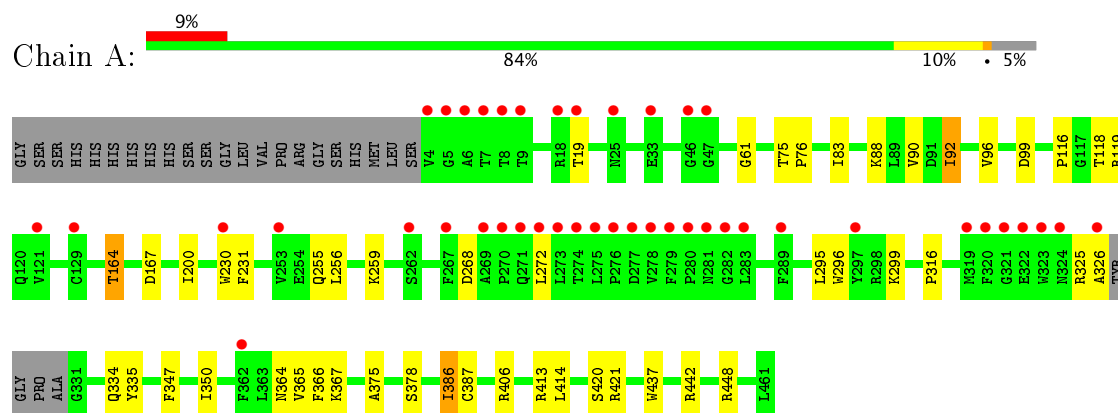 9%
Chain A:
84% 10% • 5%
GLY SER SER HIS HIS HIS HIS HIS HIS SER SER GLY LEU VAL PRO ARG GLY SER HIS MET LEU SER V4 G5 A6 T7 T8 T9 R18 T19 N25 E33 G46 G47 G61 T75 P76 I83 K88 L89 V90 D91 I92 V96 D99 P116 G117 T118
Q120 V121 C129 T164 D167 I200 W230 F231 V253 E254 Q255 L256 K259 S262 F267 D268 A269 P270 Q271 L272 L273 T274 L275 P276 D277 V278 F279 P280 N281 G282 L283 F289 L295 W296 Y297 R298 K299 P316 M319 F320 G321 E322 W323 N324 R325 A326 TYR
GLY PRO ALA G331 Q334 Y335 F347 I350 F362 L363 N364 V365 F366 K367 A375 S378 I386 C387 R406 R413 L414 S420 R421 W437 R442 R448 L461